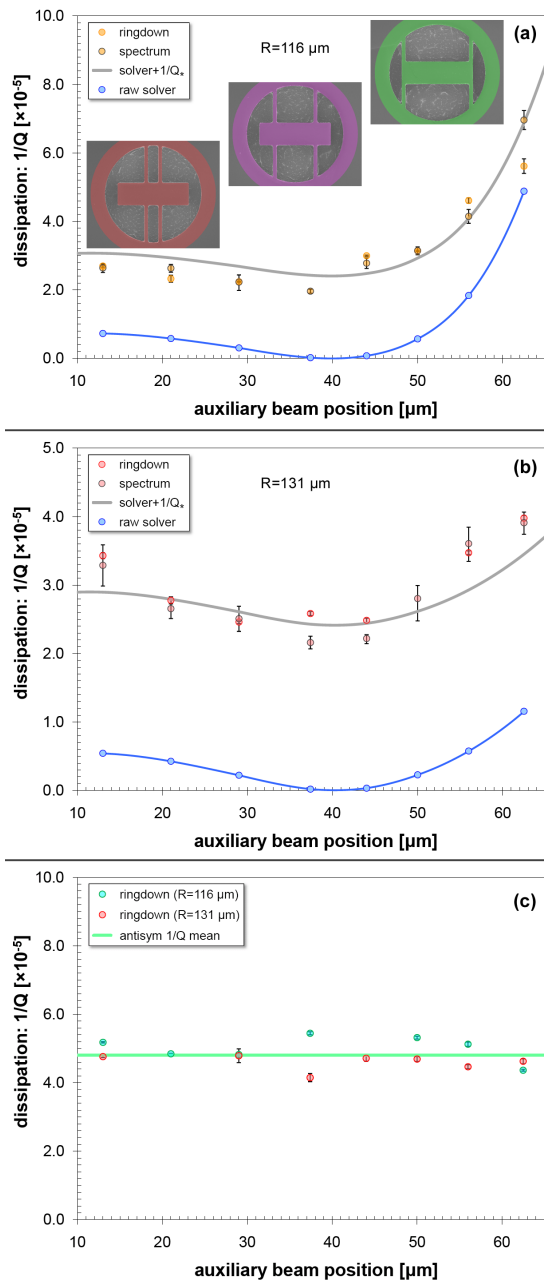 (a)
ringdown
spectrum
solver+1/Q*
raw solver
R=116 µm
10.0
8.0
6.0
4.0
2.0
0.0
dissipation: 1/Q [×10-5]
10 20 30 40 50 60
auxiliary beam position [µm]
(b)
ringdown
spectrum
solver+1/Q*
raw solver
R=131 µm
5.0
4.0
3.0
2.0
1.0
0.0
dissipation: 1/Q [×10-5]
10 20 30 40 50 60
auxiliary beam position [µm]
(c)
ringdown (R=116 µm)
ringdown (R=131 µm)
antisym 1/Q mean
10.0
8.0
6.0
4.0
2.0
0.0
dissipation: 1/Q [×10-5]
10 20 30 40 50 60
auxiliary beam position [µm]